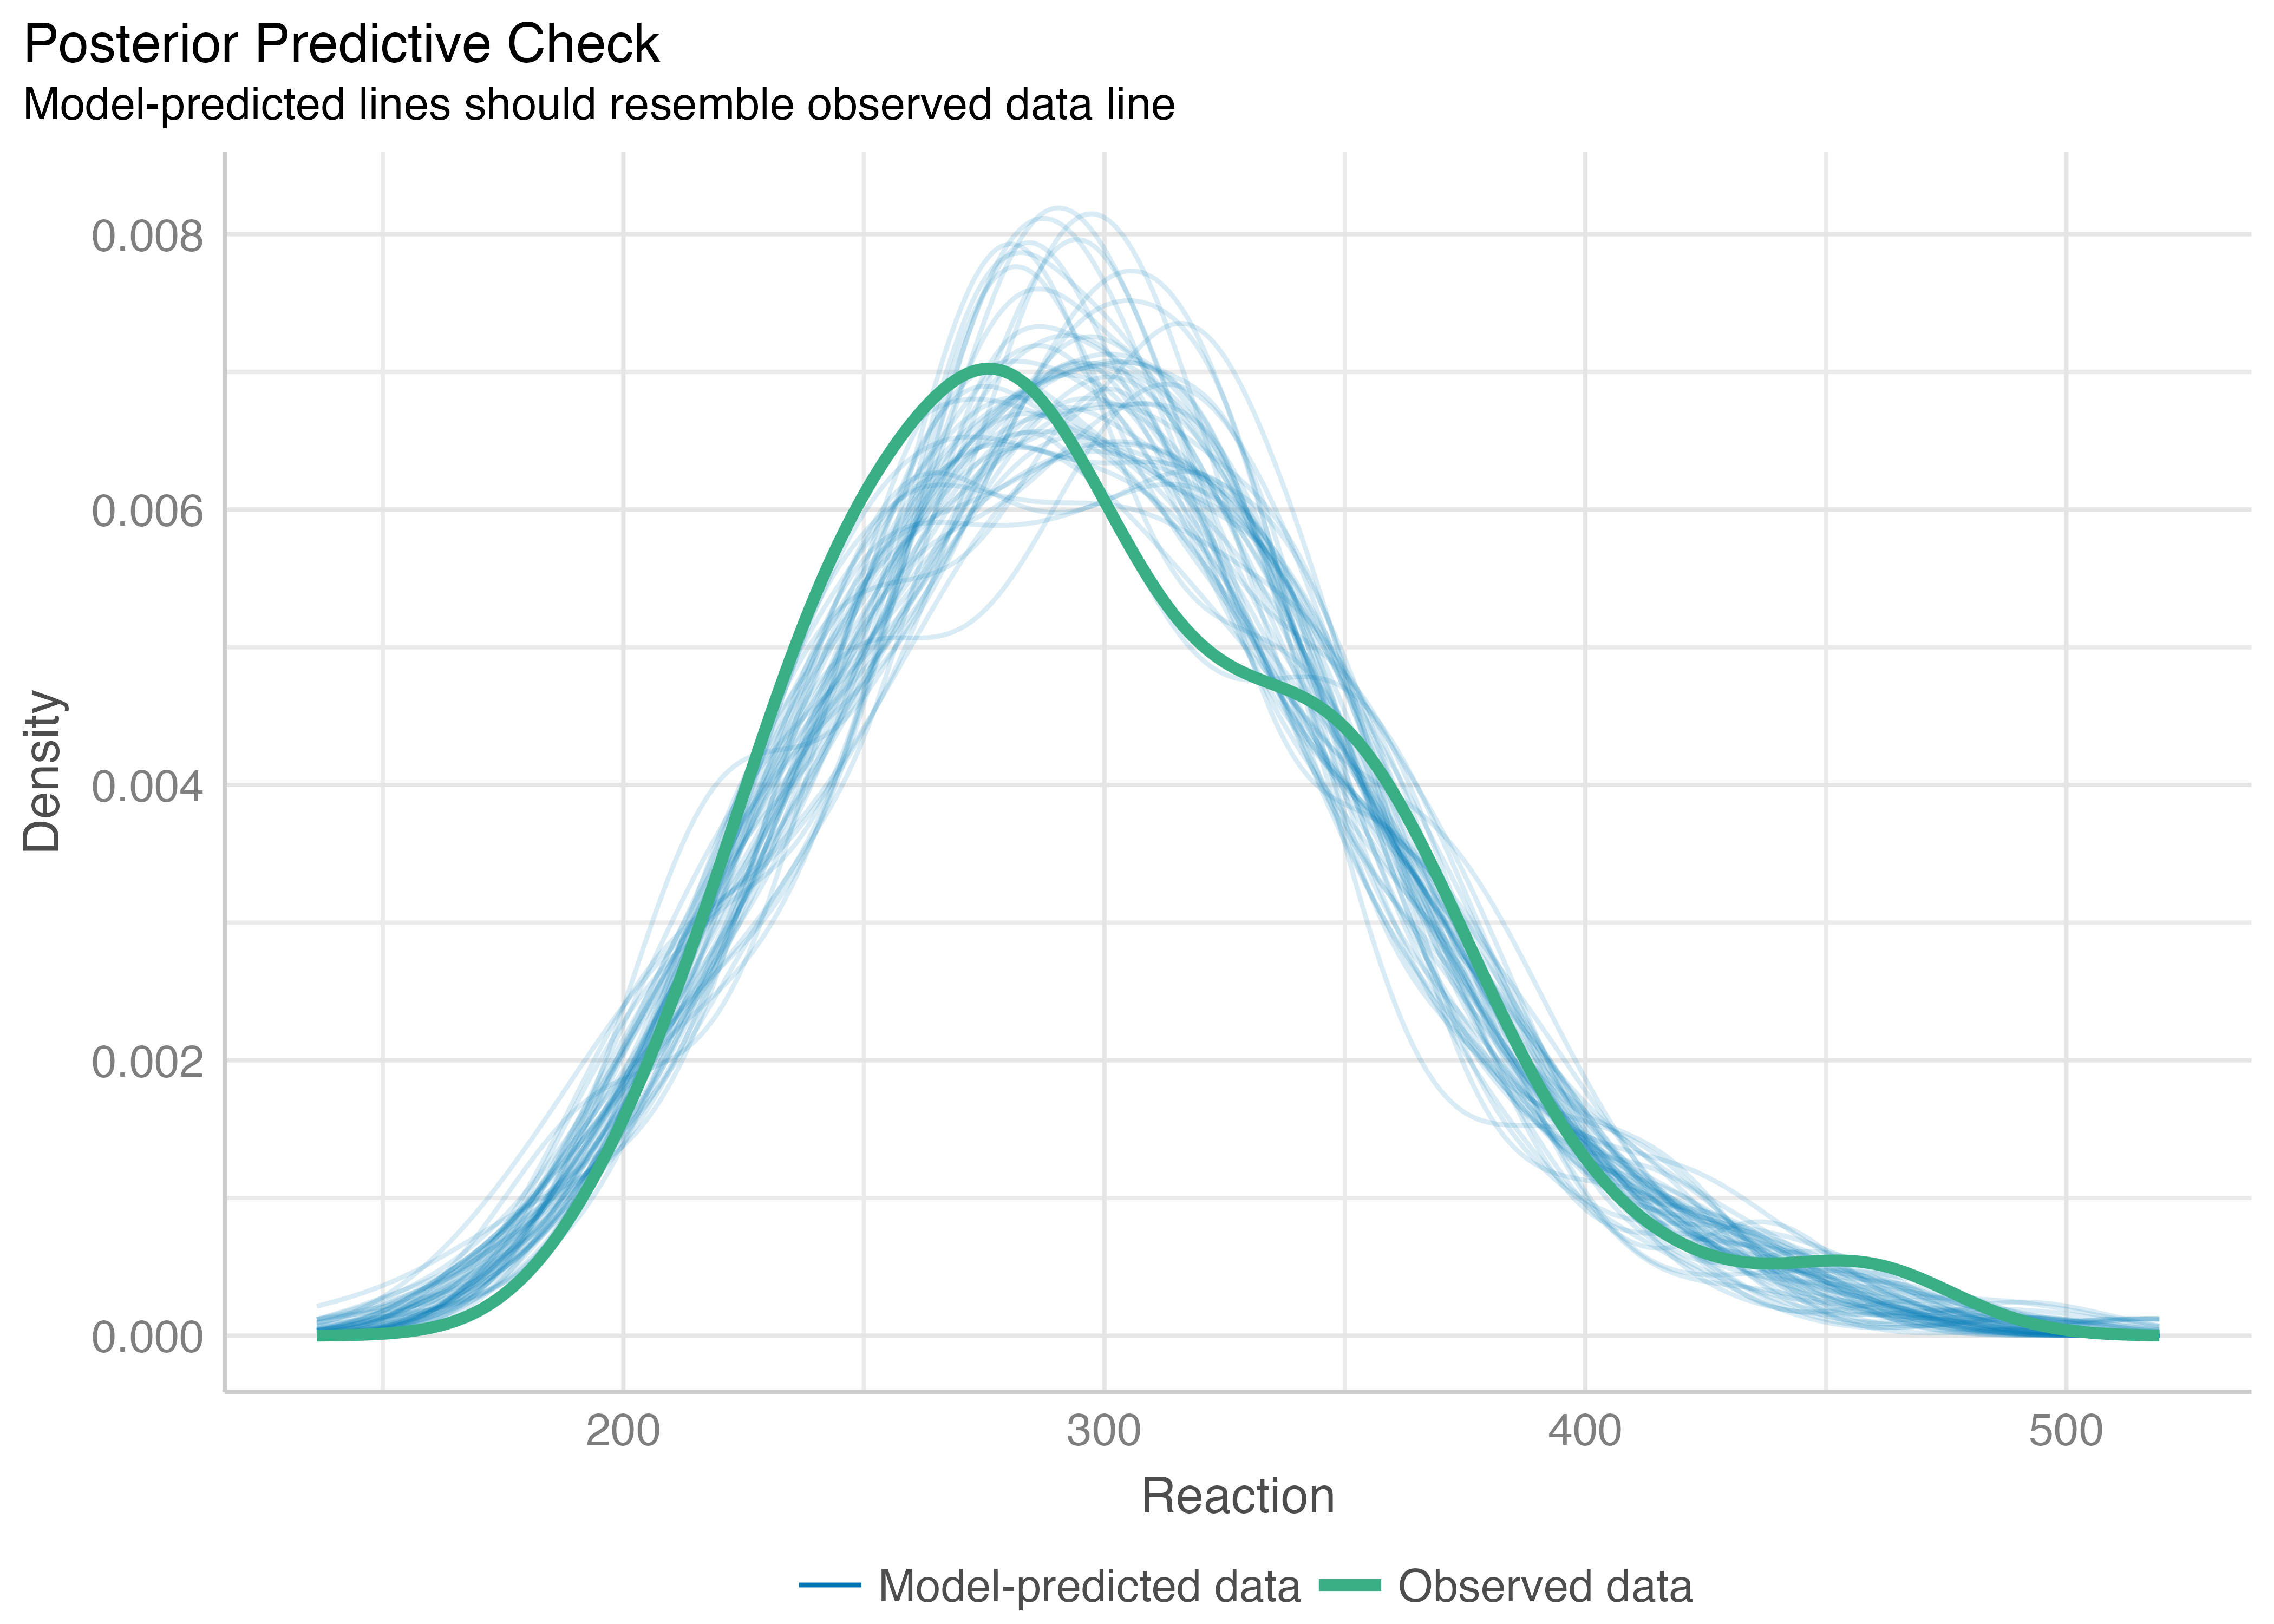 Posterior Predictive Check
Model-predicted lines should resemble observed data line
0.008
0.006
0.004
0.002
0.000
Density
200 300 400 500
Reaction
Model-predicted data Observed data